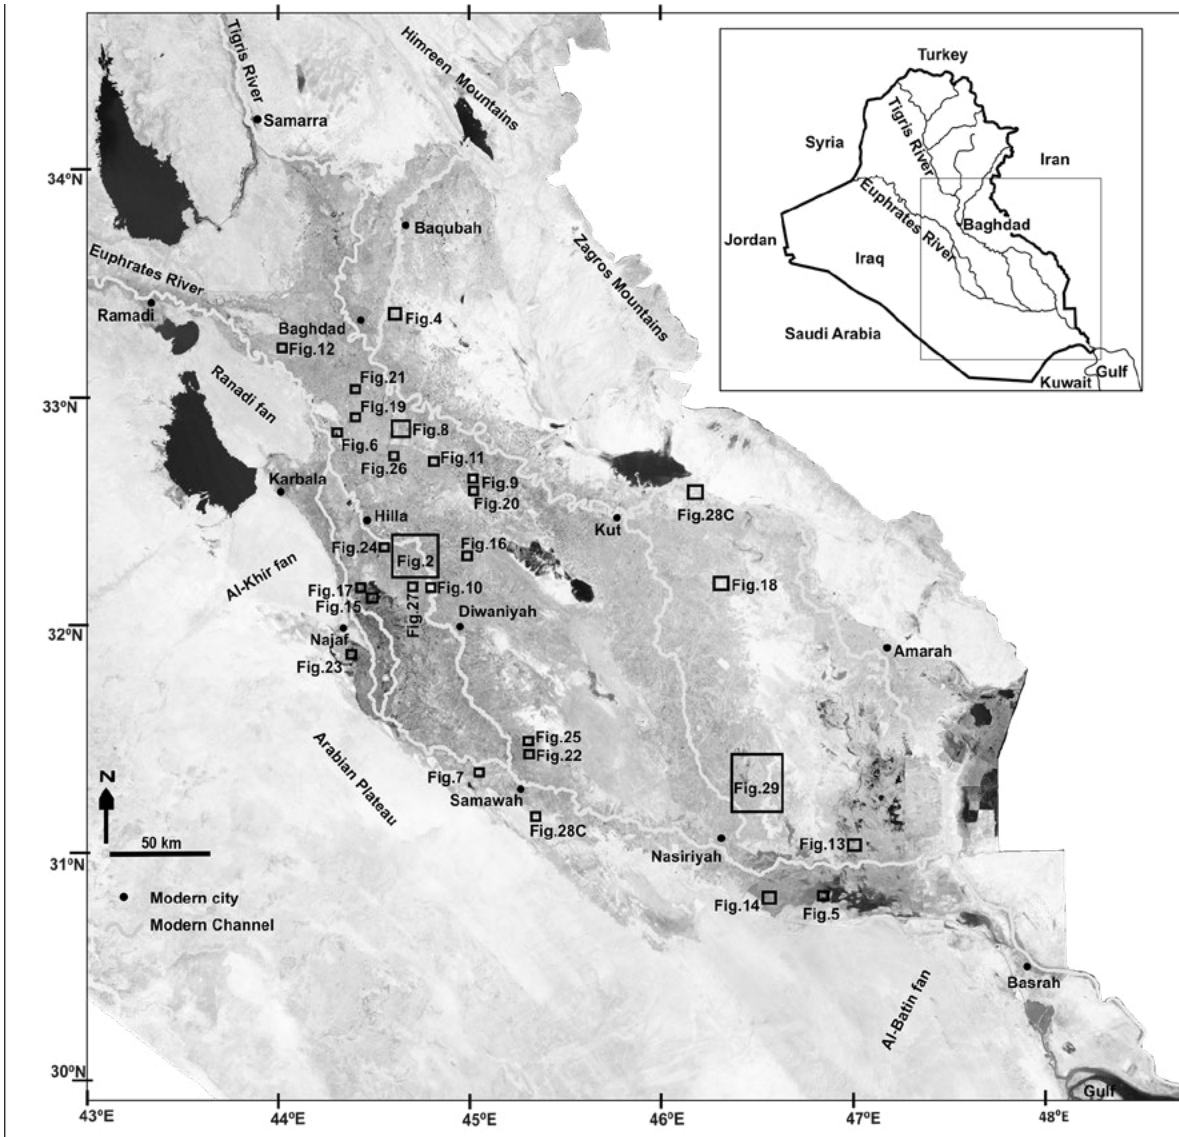 Tigris River
Himreen Mountains
Samarra
34°N
Baqubah
Zagros Mountains
Euphrates River
Ramadi
Baghdad
Fig.4
Fig.12
Ranadi fan
Fig.21
33°N
Fig.19
Fig.8
Fig.6
Fig.26
Fig.11
Karbala
Fig.9
Fig.20
Hilla
Kut
Fig.28C
Fig.24
Fig.2
Fig.16
Al-Khir fan
Fig.17
Fig.15
Fig.27
Fig.10
Fig.18
Diwaniyah
32°N
Najaf
Amarah
Fig.23
Arabian Plateau
Fig.25
Fig.22
Fig.7
Samawah
Fig.29
Fig.28C
N
50 km
Nasiriyah
Fig.13
31°N
Modern city
Modern Channel
Fig.14
Fig.5
Basrah
Al-Batin fan
30°N
Gulf
43°E
44°E
45°E
46°E
47°E
48°E
Turkey
Syria
Tigris River
Iran
Euphrates River
Baghdad
Jordan
Iraq
Saudi Arabia
Gulf
Kuwait